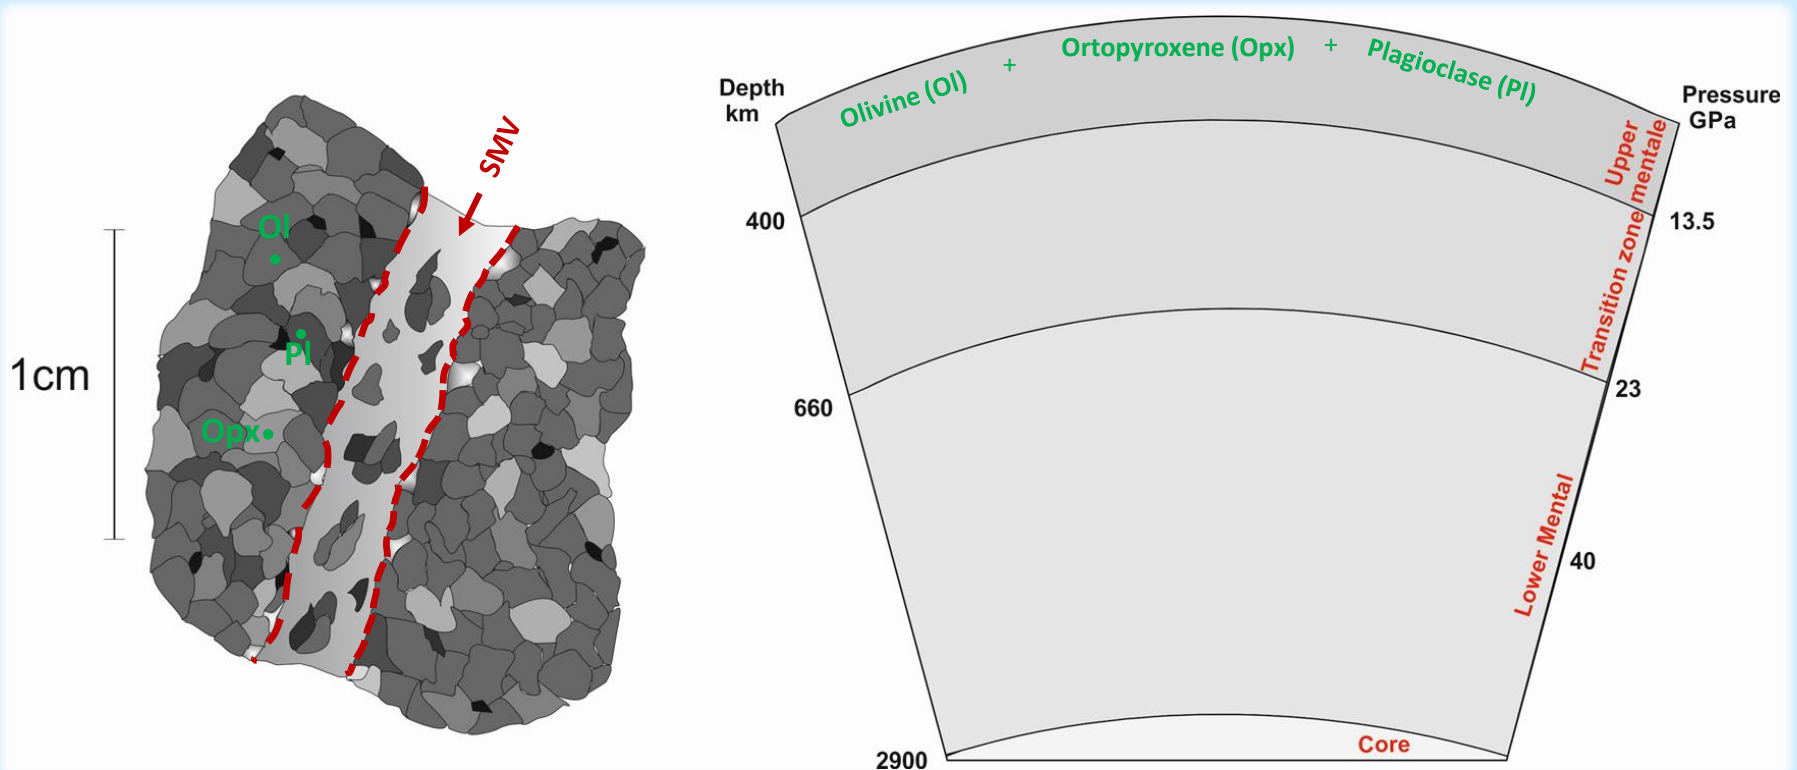 SMV
Ol
Pl
Opx
1cm
Depth
km
400
660
2900
Olivine (Ol) + Ortopyroxene (Opx) + Plagioclase (Pl)
Pressure
GPa
13.5
23
40
Upper
mentale
Transition zone
Lower Mental
Core